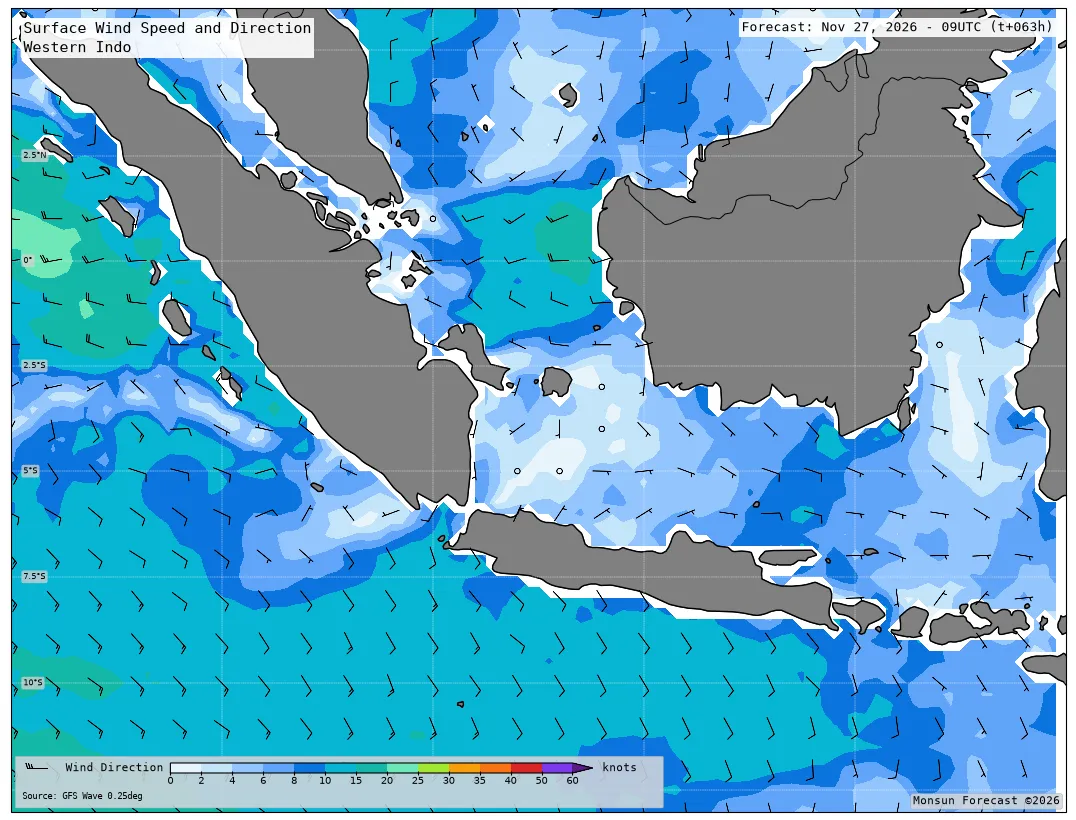 Surface Wind Speed and Direction
Western Indo
Forecast: Nov 27, 2026 - 09UTC (t+063h)
2.5°N
0°
2.5°S
5°S
7.5°S
10°S
Wind Direction
0 2 4 6 8 10 15 20 25 30 35 40 50 60
knots
Source: GFS Wave 0.25deg
Monsun Forecast ©2026